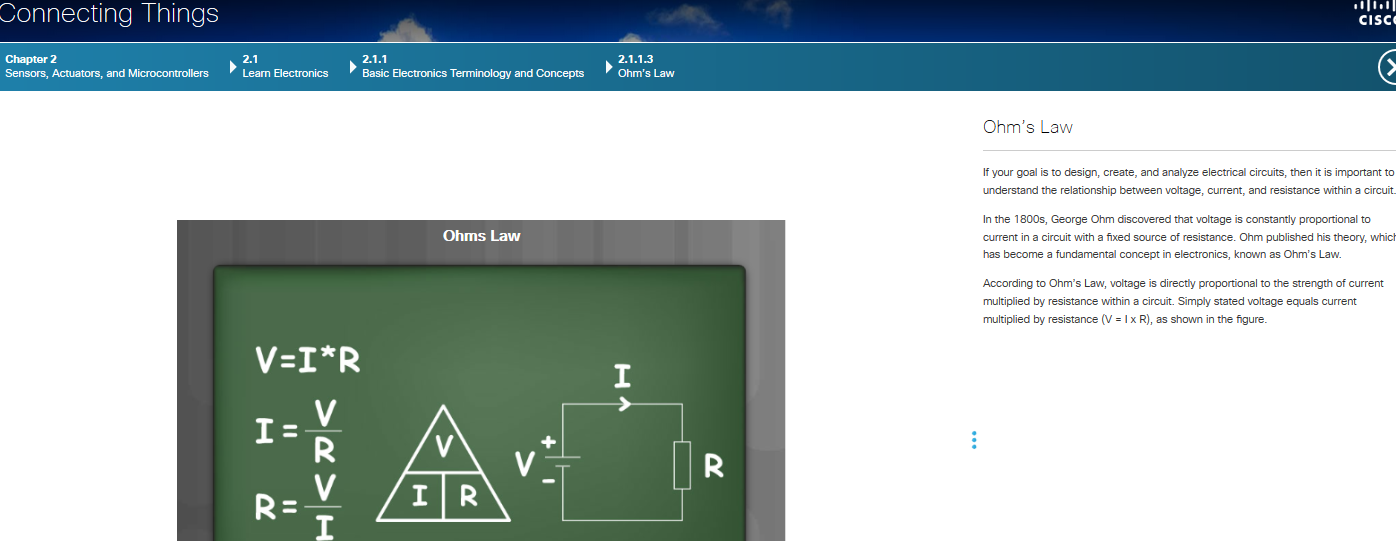 Connecting Things
CISCO
Chapter 2
Sensors, Actuators, and Microcontrollers
2.1
Learn Electronics
2.1.1
Basic Electronics Terminology and Concepts
2.1.1.3
Ohm's Law
Ohms Law
V=I*R
I = V
R
R = V
I
V
I R
I
V + -
R
Ohm's Law
If your goal is to design, create, and analyze electrical circuits, then it is important to
understand the relationship between voltage, current, and resistance within a circuit.
In the 1800s, George Ohm discovered that voltage is constantly proportional to
current in a circuit with a fixed source of resistance. Ohm published his theory, which
has become a fundamental concept in electronics, known as Ohm's Law.
According to Ohm's Law, voltage is directly proportional to the strength of current
multiplied by resistance within a circuit. Simply stated voltage equals current
multiplied by resistance (V = I x R), as shown in the figure.